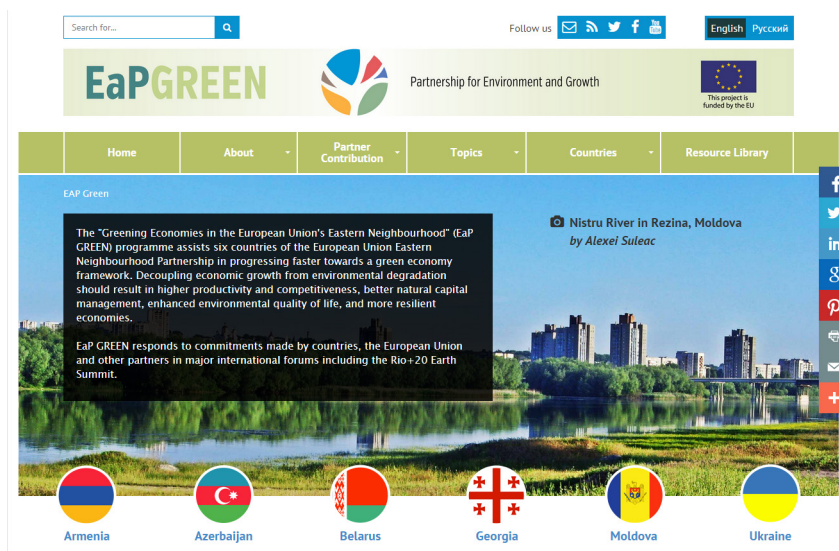 Search for...
Follow us
You
Tube
English Русский
EaPGREEN
Partnership for Environment and Growth
This project is
funded by the EU
Home
About
Partner
Contribution
Topics
Countries
Resource Library
EAP Green
The "Greening Economies in the European Union's Eastern Neighbourhood" (EaP
GREEN) programme assists six countries of the European Union Eastern
Neighbourhood Partnership in progressing faster towards a green economy
framework. Decoupling economic growth from environmental degradation
should result in higher productivity and competitiveness, better natural capital
management, enhanced environmental quality of life, and more resilient
economies.
EaP GREEN responds to commitments made by countries, the European Union
and other partners in major international forums including the Rio+20 Earth
Summit.
Nistru River in Rezina, Moldova
by Alexei Suleac
Armenia
Azerbaijan
Belarus
Georgia
Moldova
Ukraine